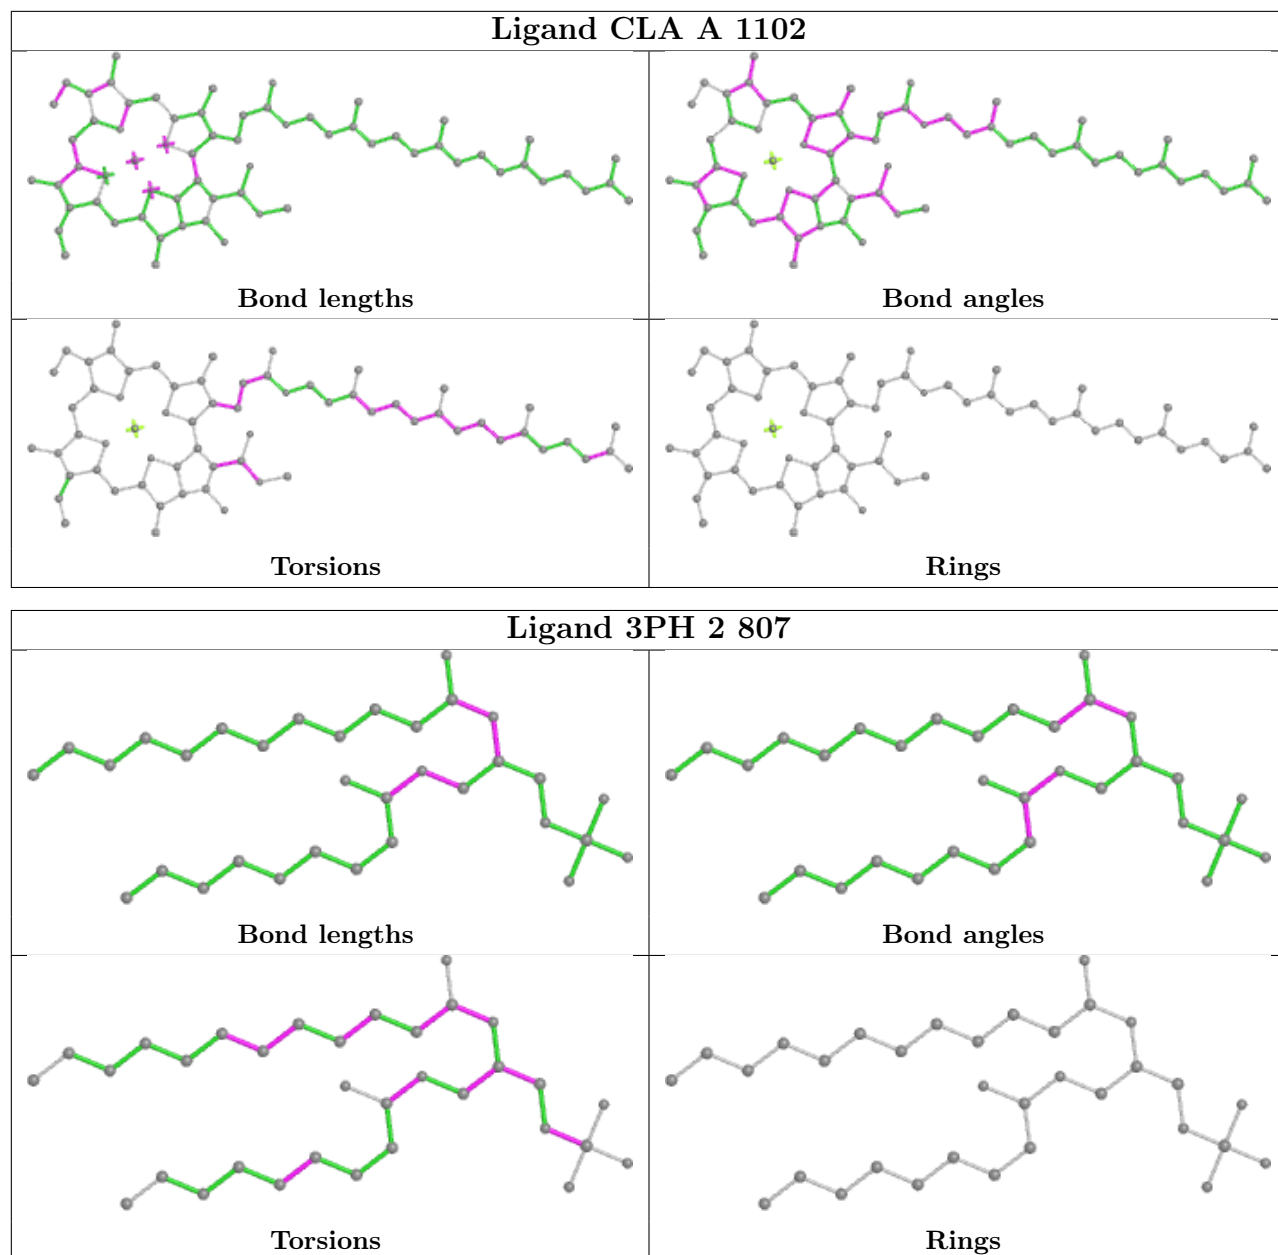 Ligand CLA A 1102
Bond lengths
Bond angles
Torsions
Rings
Ligand 3PH 2 807
Bond lengths
Bond angles
Torsions
Rings